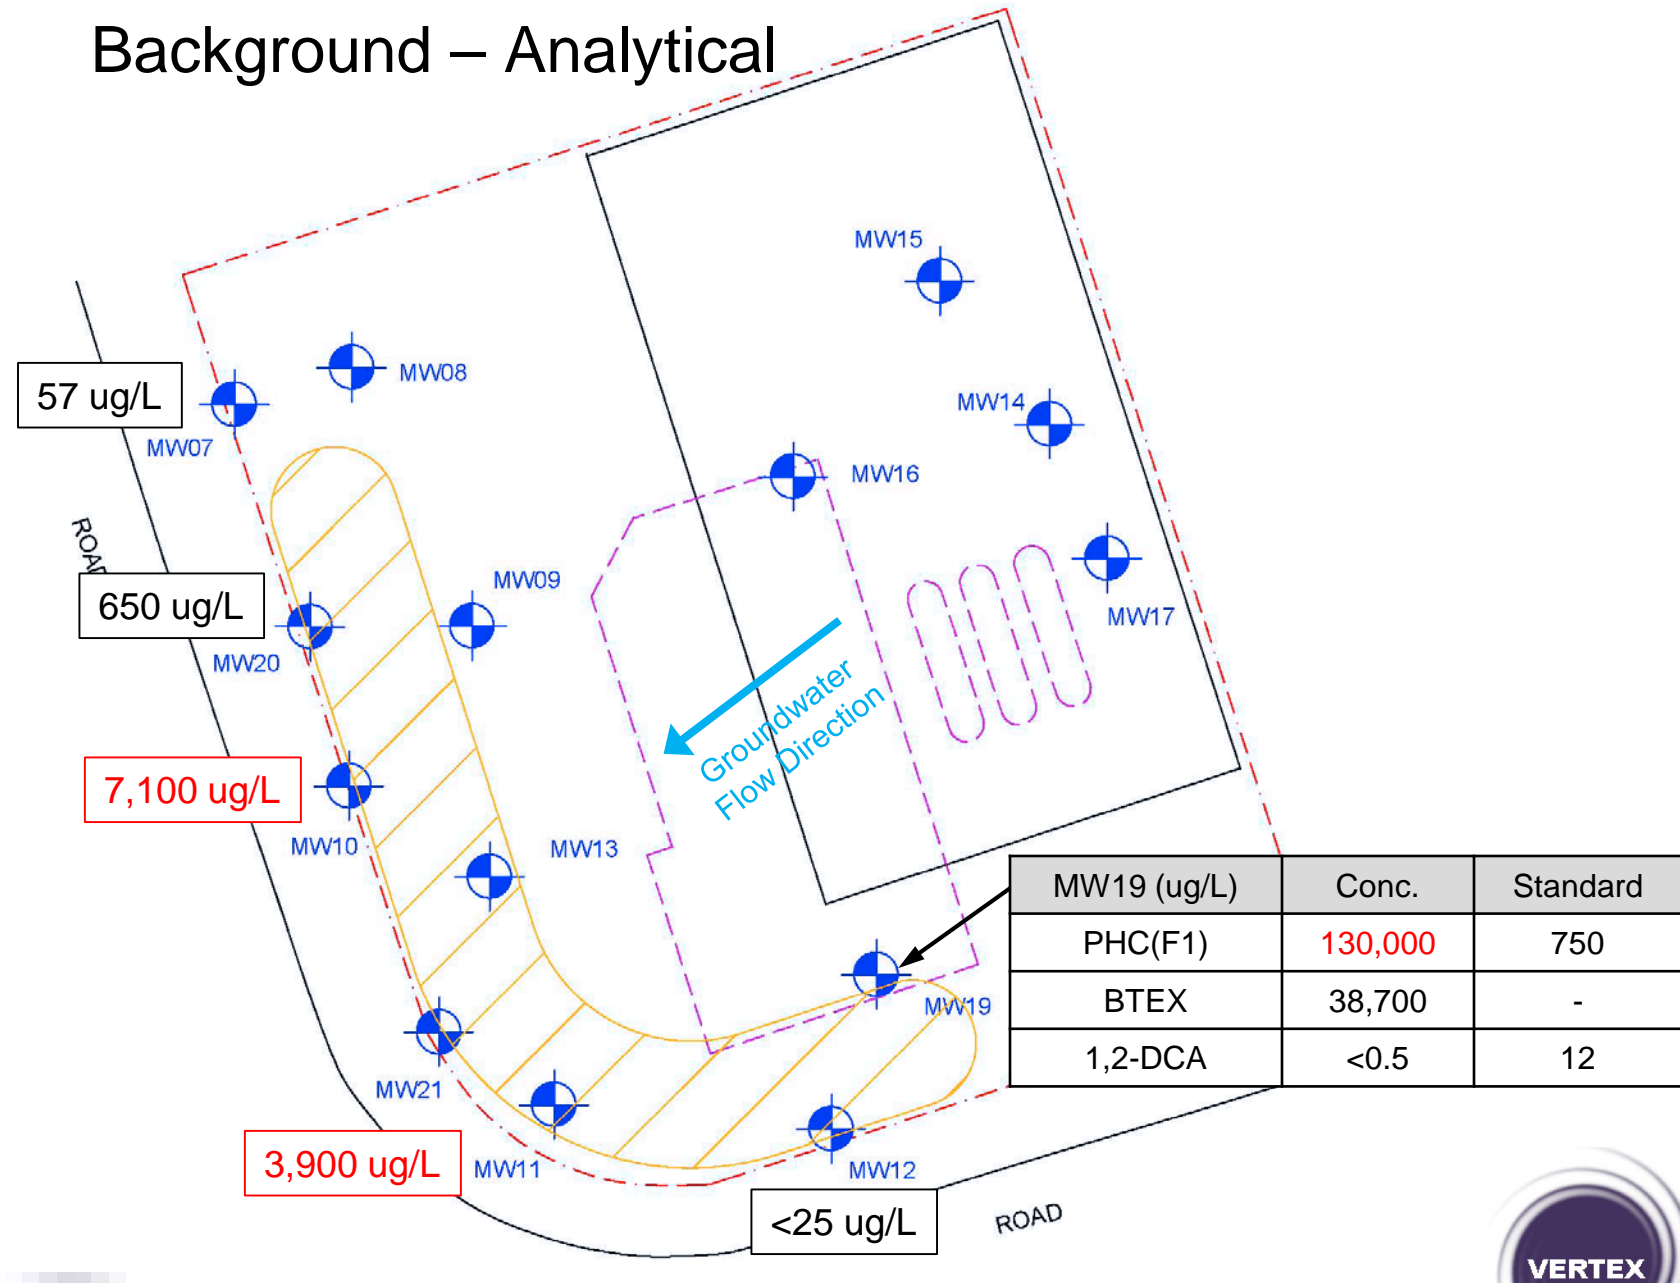 Background – Analytical
MW15
MW08
57 ug/L
MW14
MW07
MW16
ROAD
MW09
650 ug/L
MW17
MW20
Groundwater
Flow Direction
7,100 ug/L
MW10
MW13
MW19 (ug/L) Conc. Standard
PHC(F1) 130,000 750
BTEX 38,700 -
1,2-DCA <0.5 12
MW19
MW21
3,900 ug/L
MW11
MW12
<25 ug/L
ROAD
VERTEX